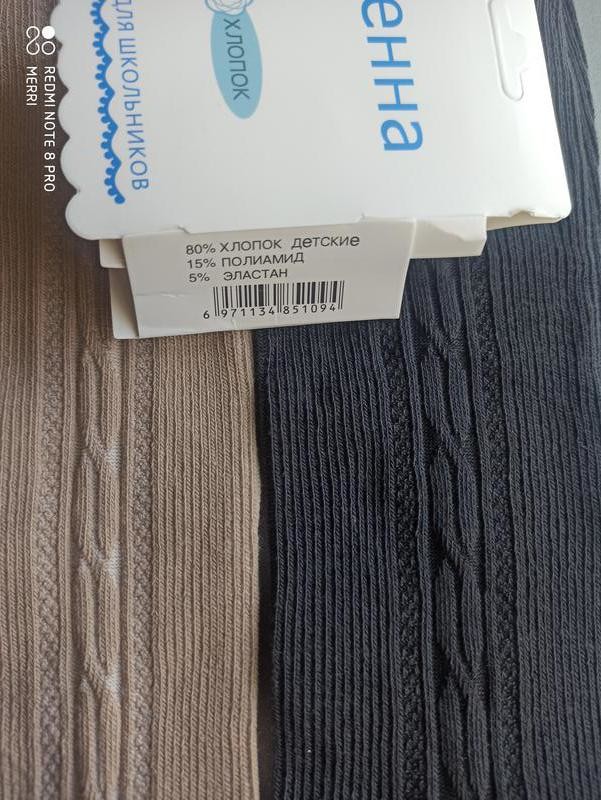 ДЛЯ ШКОЛЬНИКОВ
ХЛОПОК
енна
80% ХЛОПОК детские
15% ПОЛИАМИД
5% ЭЛАСТАН
6 971134 851094
REDMI NOTE 8 PRO
MERRI